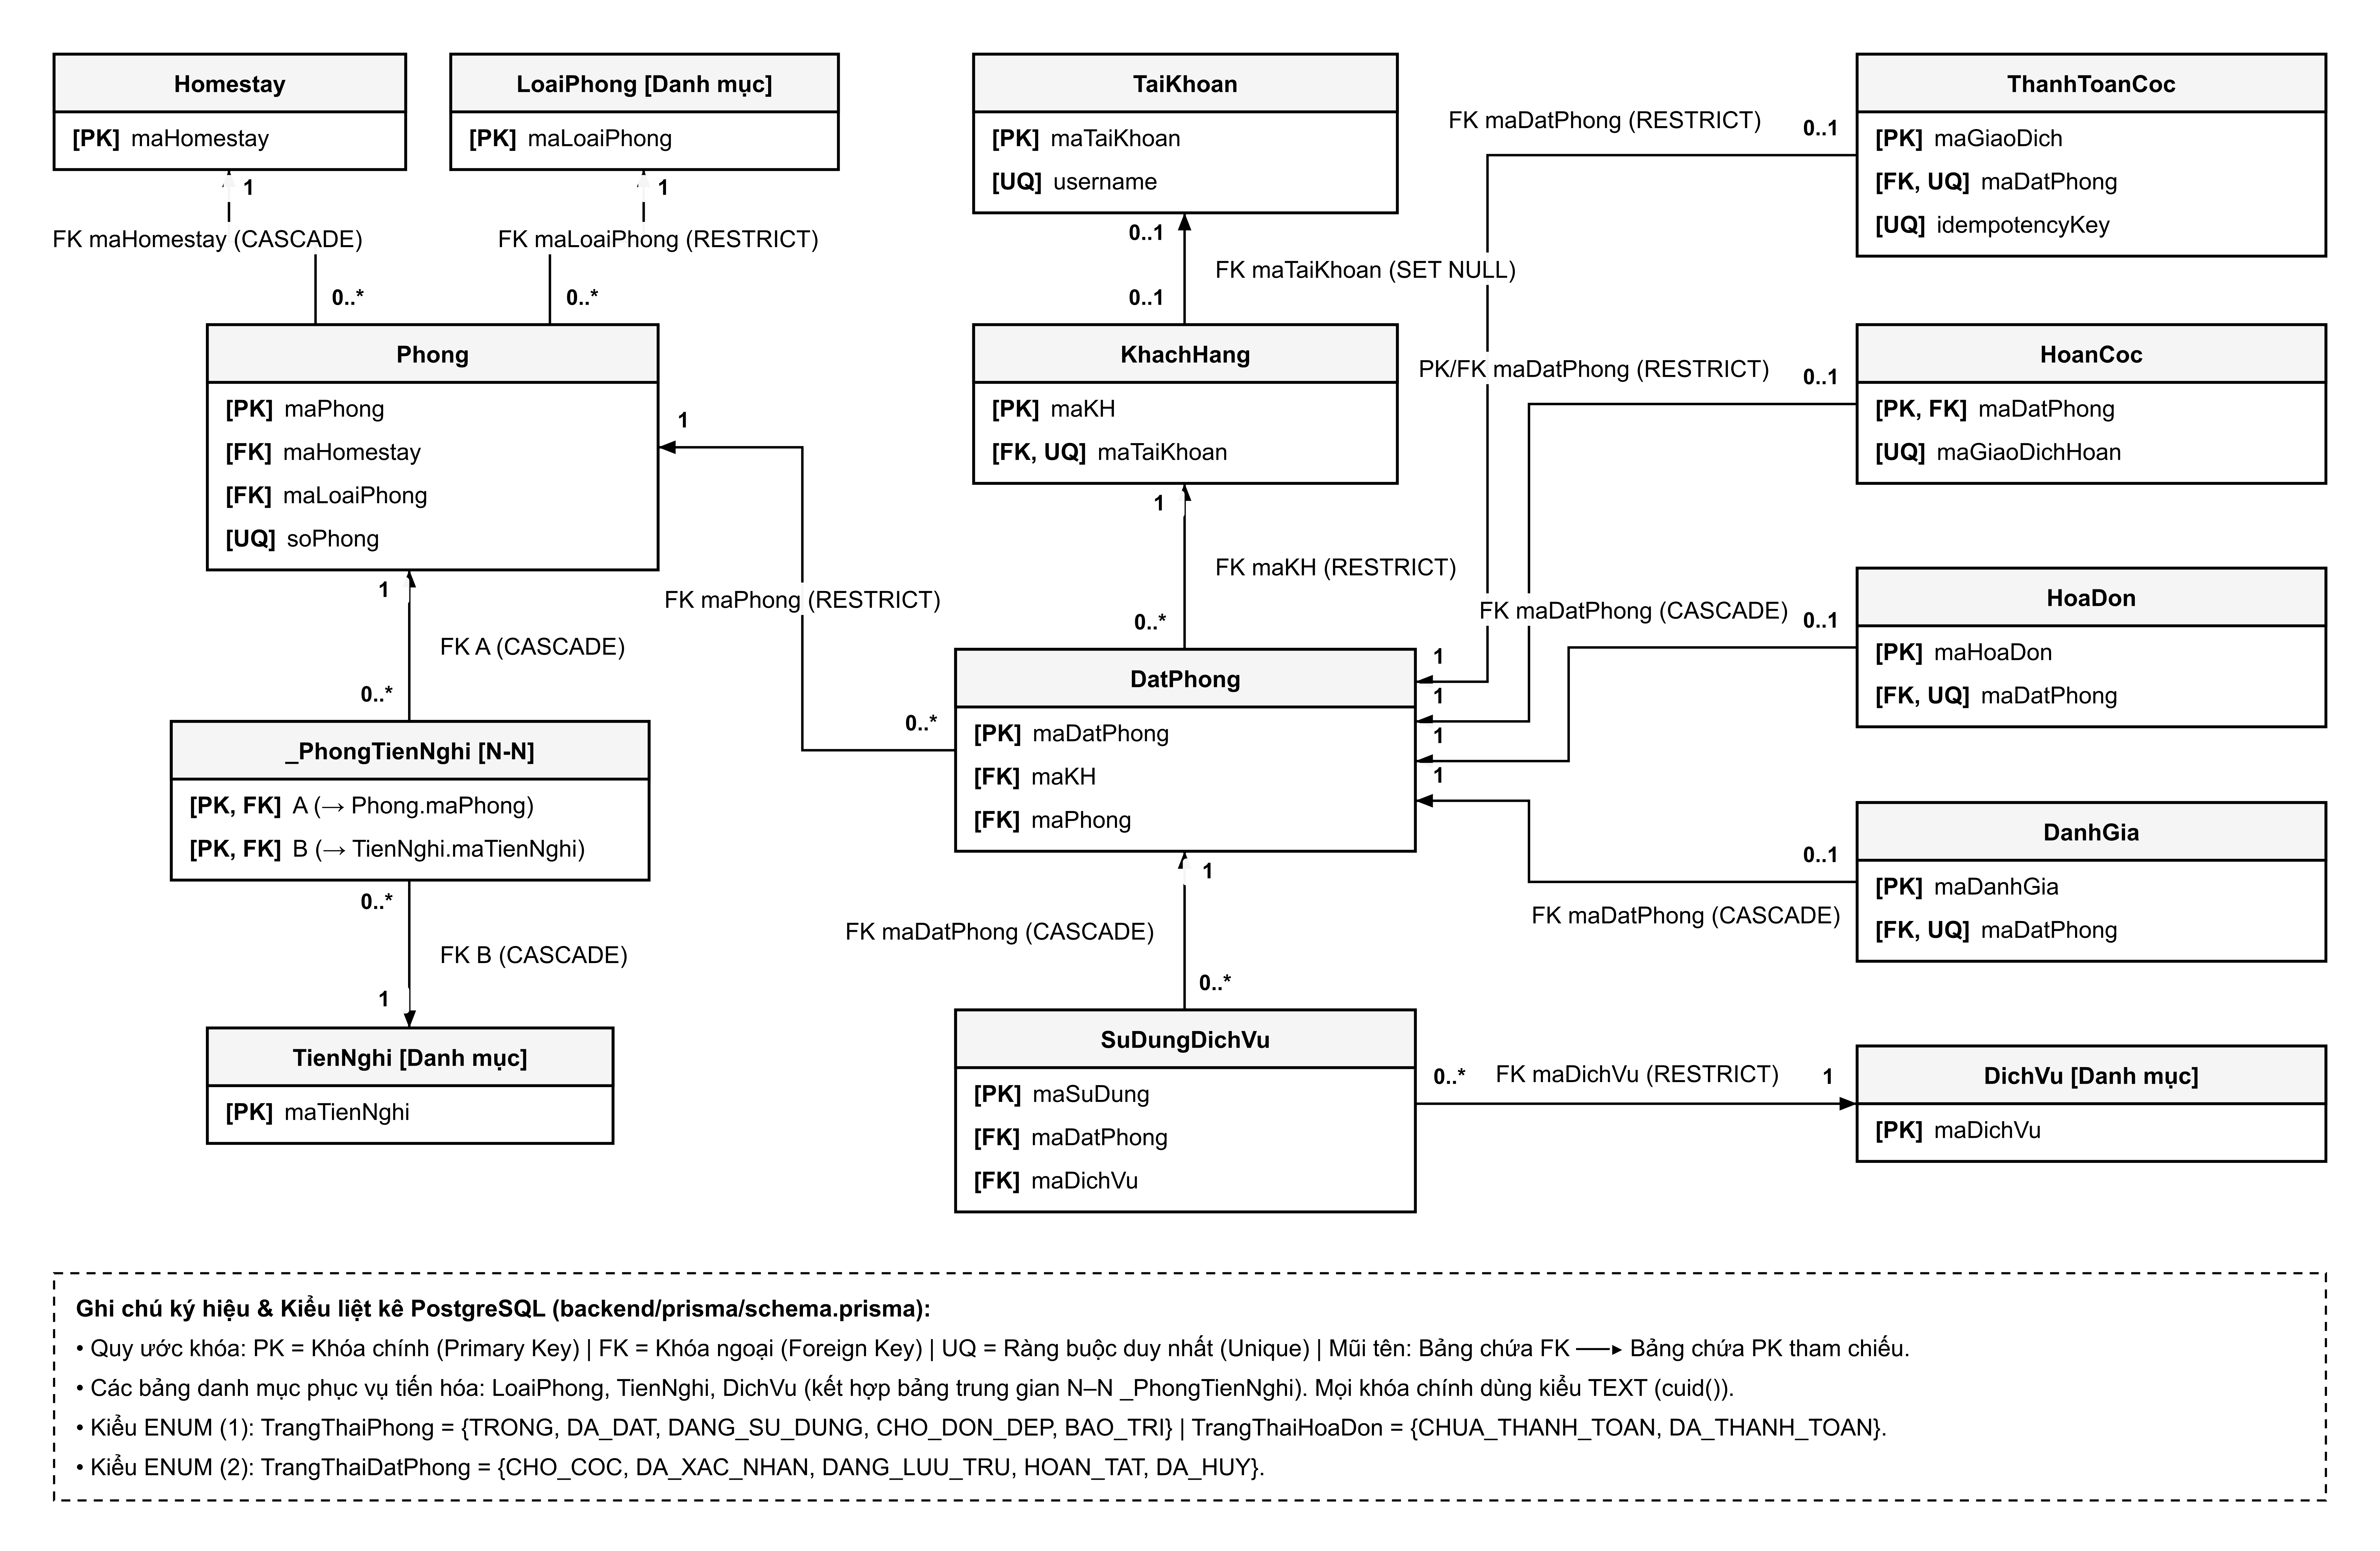 Homestay
[PK] maHomestay
LoaiPhong [Danh mục]
[PK] maLoaiPhong
TaiKhoan
[PK] maTaiKhoan
[UQ] username
ThanhToanCoc
[PK] maGiaoDich
[FK, UQ] maDatPhong
[UQ] idempotencyKey
FK maDatPhong (RESTRICT)
0..1
1
1
FK maHomestay (CASCADE)
FK maLoaiPhong (RESTRICT)
0..*
0..*
0..1
FK maTaiKhoan (SET NULL)
0..1
Phong
[PK] maPhong
[FK] maHomestay
[FK] maLoaiPhong
[UQ] soPhong
KhachHang
[PK] maKH
[FK, UQ] maTaiKhoan
PK/FK maDatPhong (RESTRICT)
0..1
HoanCoc
[PK, FK] maDatPhong
[UQ] maGiaoDichHoan
1
1
FK maKH (RESTRICT)
0..*
1
FK maPhong (RESTRICT)
0..*
FK A (CASCADE)
0..*
FK maDatPhong (CASCADE)
0..1
HoaDon
[PK] maHoaDon
[FK, UQ] maDatPhong
1
1
1
1
DatPhong
[PK] maDatPhong
[FK] maKH
[FK] maPhong
_PhongTienNghi [N-N]
[PK, FK] A (→ Phong.maPhong)
[PK, FK] B (→ TienNghi.maTienNghi)
0..1
DanhGia
[PK] maDanhGia
[FK, UQ] maDatPhong
FK maDatPhong (CASCADE)
0..*
FK B (CASCADE)
1
1
FK maDatPhong (CASCADE)
0..*
TienNghi [Danh mục]
[PK] maTienNghi
SuDungDichVu
[PK] maSuDung
[FK] maDatPhong
[FK] maDichVu
0..*
FK maDichVu (RESTRICT)
1
DichVu [Danh mục]
[PK] maDichVu
Ghi chú ký hiệu & Kiểu liệt kê PostgreSQL (backend/prisma/schema.prisma):
• Quy ước khóa: PK = Khóa chính (Primary Key) | FK = Khóa ngoại (Foreign Key) | UQ = Ràng buộc duy nhất (Unique) | Mũi tên: Bảng chứa FK ──▸ Bảng chứa PK tham chiếu.
• Các bảng danh mục phục vụ tiến hóa: LoaiPhong, TienNghi, DichVu (kết hợp bảng trung gian N–N _PhongTienNghi). Mọi khóa chính dùng kiểu TEXT (cuid()).
• Kiểu ENUM (1): TrangThaiPhong = {TRONG, DA_DAT, DANG_SU_DUNG, CHO_DON_DEP, BAO_TRI} | TrangThaiHoaDon = {CHUA_THANH_TOAN, DA_THANH_TOAN}.
• Kiểu ENUM (2): TrangThaiDatPhong = {CHO_COC, DA_XAC_NHAN, DANG_LUU_TRU, HOAN_TAT, DA_HUY}.